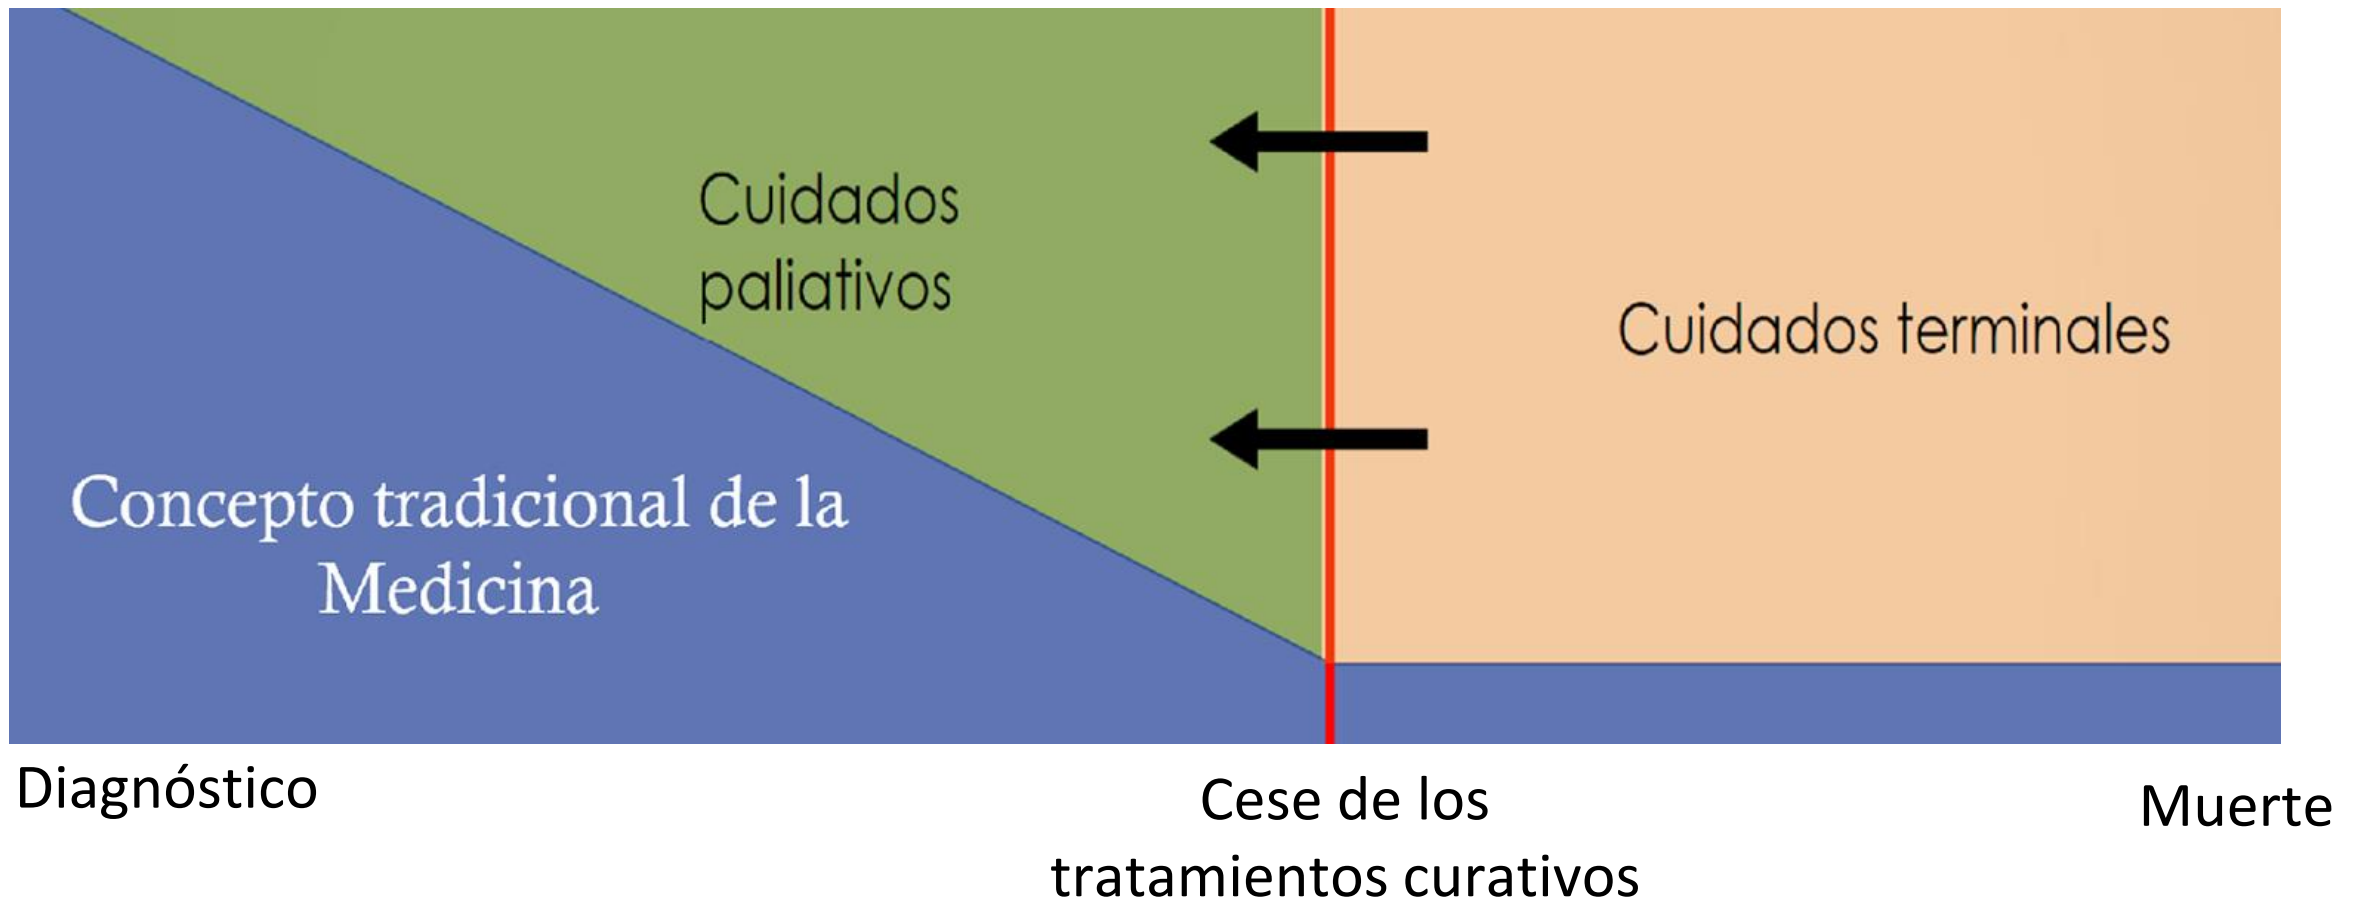 Cuidados
paliativos
Cuidados terminales
Concepto tradicional de la
Medicina
Diagnóstico
Cese de los
tratamientos curativos
Muerte